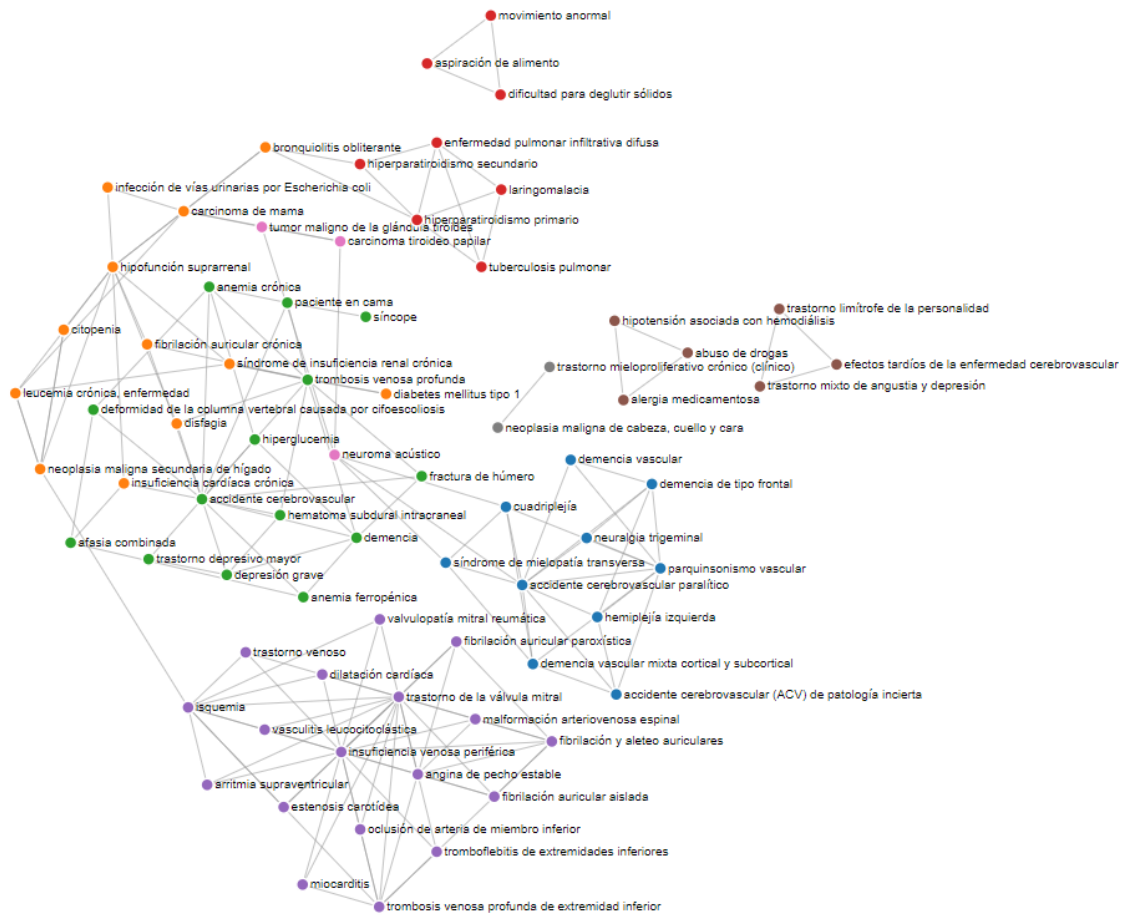 movimiento anormal
aspiración de alimento
dificultad para deglutir sólidos
enfermedad pulmonar infiltrativa difusa
bronquiolitis obliterante
hiperparatiroidismo secundario
infección de vías urinarias por Escherichia coli
laringomalacia
carcinoma de mama
hiperparatiroidismo primario
tumor maligno de la glándula tiroides
carcinoma tiroideo papilar
hipofunción suprarrenal
tuberculosis pulmonar
anemia crónica
paciente en cama
síncope
trastorno limítrofe de la personalidad
hipotensión asociada con hemodiálisis
citopenia
fibrilación auricular crónica
abuso de drogas
síndrome de insuficiencia renal crónica
efectos tardíos de la enfermedad cerebrovascular
trastorno mieloproliferativo crónico (clínico)
trombosis venosa profunda
trastorno mixto de angustia y depresión
leucemia crónica, enfermedad
diabetes mellitus tipo 1
alergia medicamentosa
deformidad de la columna vertebral causada por cifoescoliosis
disfagia
neoplasia maligna de cabeza, cuello y cara
hiperglucemia
neuroma acústico
demencia vascular
neoplasia maligna secundaria de hígado
fractura de húmero
insuficiencia cardíaca crónica
demencia de tipo frontal
accidente cerebrovascular
cuadriplejía
hematoma subdural intracraneal
demencia
neuralgia trigeminal
afasia combinada
trastorno depresivo mayor
síndrome de mielopatía transversa
parquinsonismo vascular
depresión grave
accidente cerebrovascular paralítico
anemia ferropénica
valvulopatía mitral reumática
hemiplejía izquierda
fibrilación auricular paroxística
trastorno venoso
demencia vascular mixta cortical y subcortical
dilatación cardíaca
trastorno de la válvula mitral
accidente cerebrovascular (ACV) de patología incierta
isquemia
malformación arteriovenosa espinal
vasculitis leucocitoclástica
fibrilación y aleteo auriculares
insuficiencia venosa periférica
angina de pecho estable
arritmia supraventricular
fibrilación auricular aislada
estenosis carotídea
oclusión de arteria de miembro inferior
tromboflebitis de extremidades inferiores
miocarditis
trombosis venosa profunda de extremidad inferior